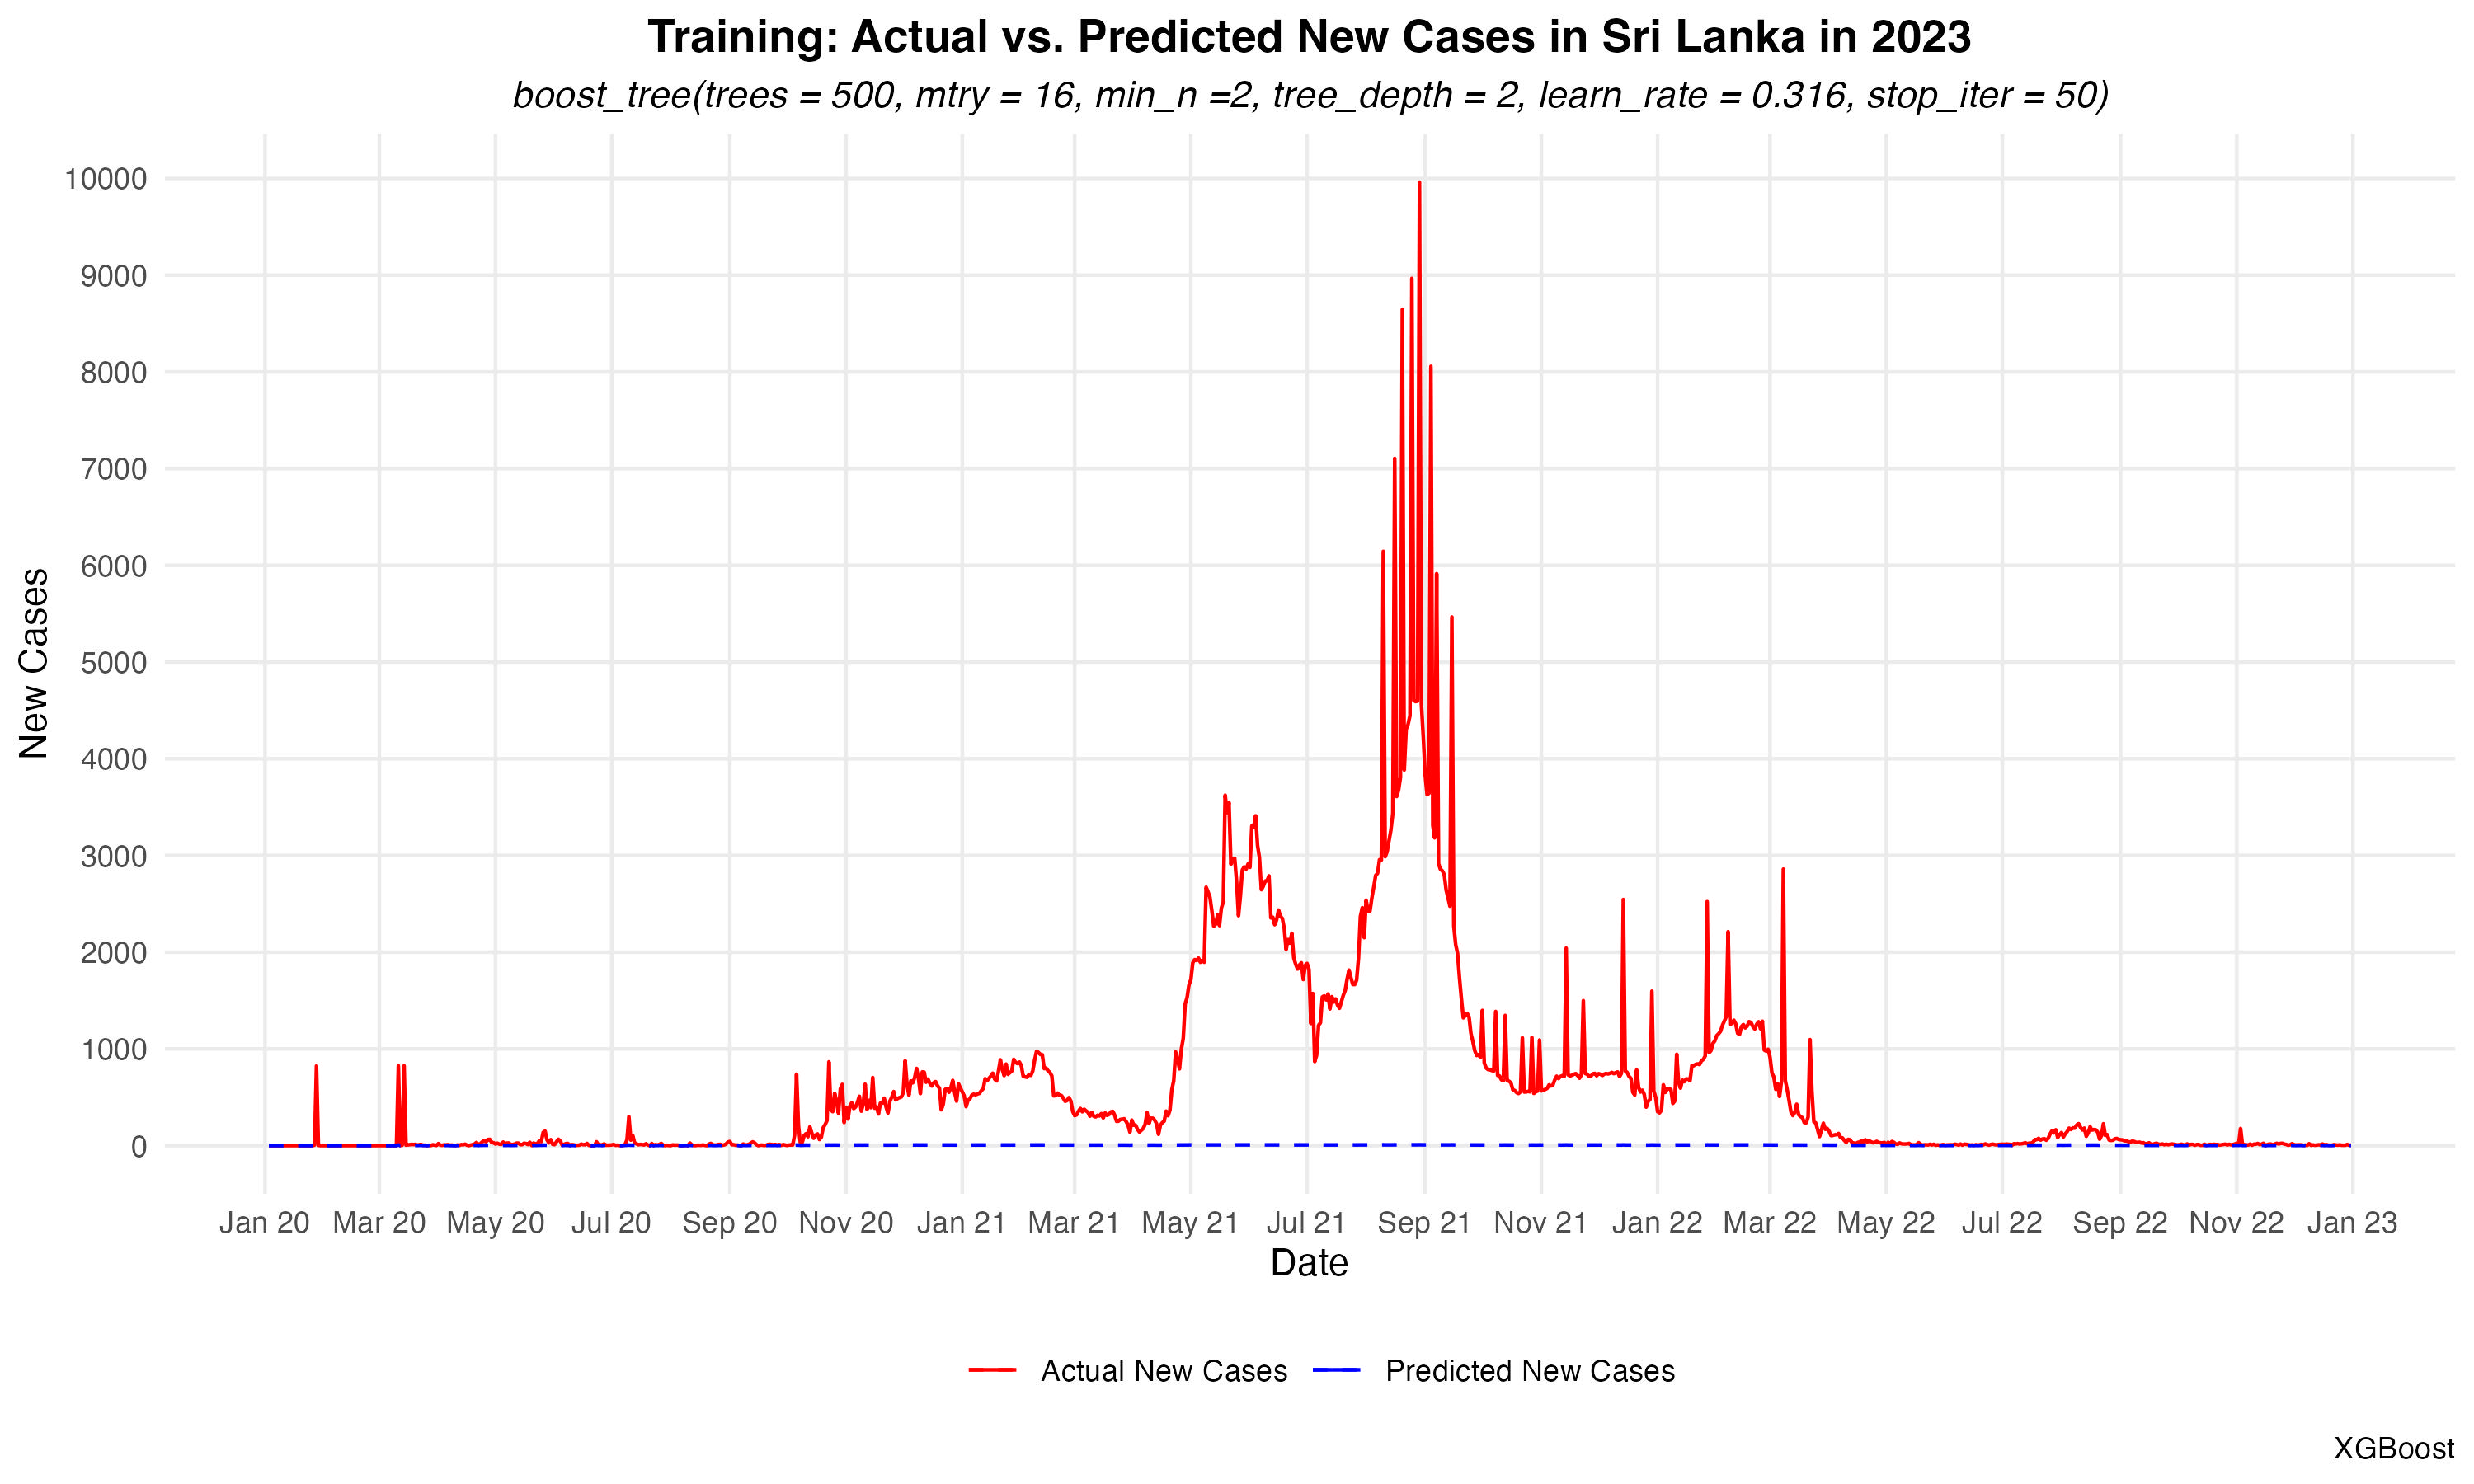 Training: Actual vs. Predicted New Cases in Sri Lanka in 2023
boost_tree(trees = 500, mtry = 16, min_n =2, tree_depth = 2, learn_rate = 0.316, stop_iter = 50)
New Cases
10000
9000
8000
7000
6000
5000
4000
3000
2000
1000
0
Jan 20 Mar 20 May 20 Jul 20 Sep 20 Nov 20 Jan 21 Mar 21 May 21 Jul 21 Sep 21 Nov 21 Jan 22 Mar 22 May 22 Jul 22 Sep 22 Nov 22 Jan 23
Date
Actual New Cases Predicted New Cases
XGBoost